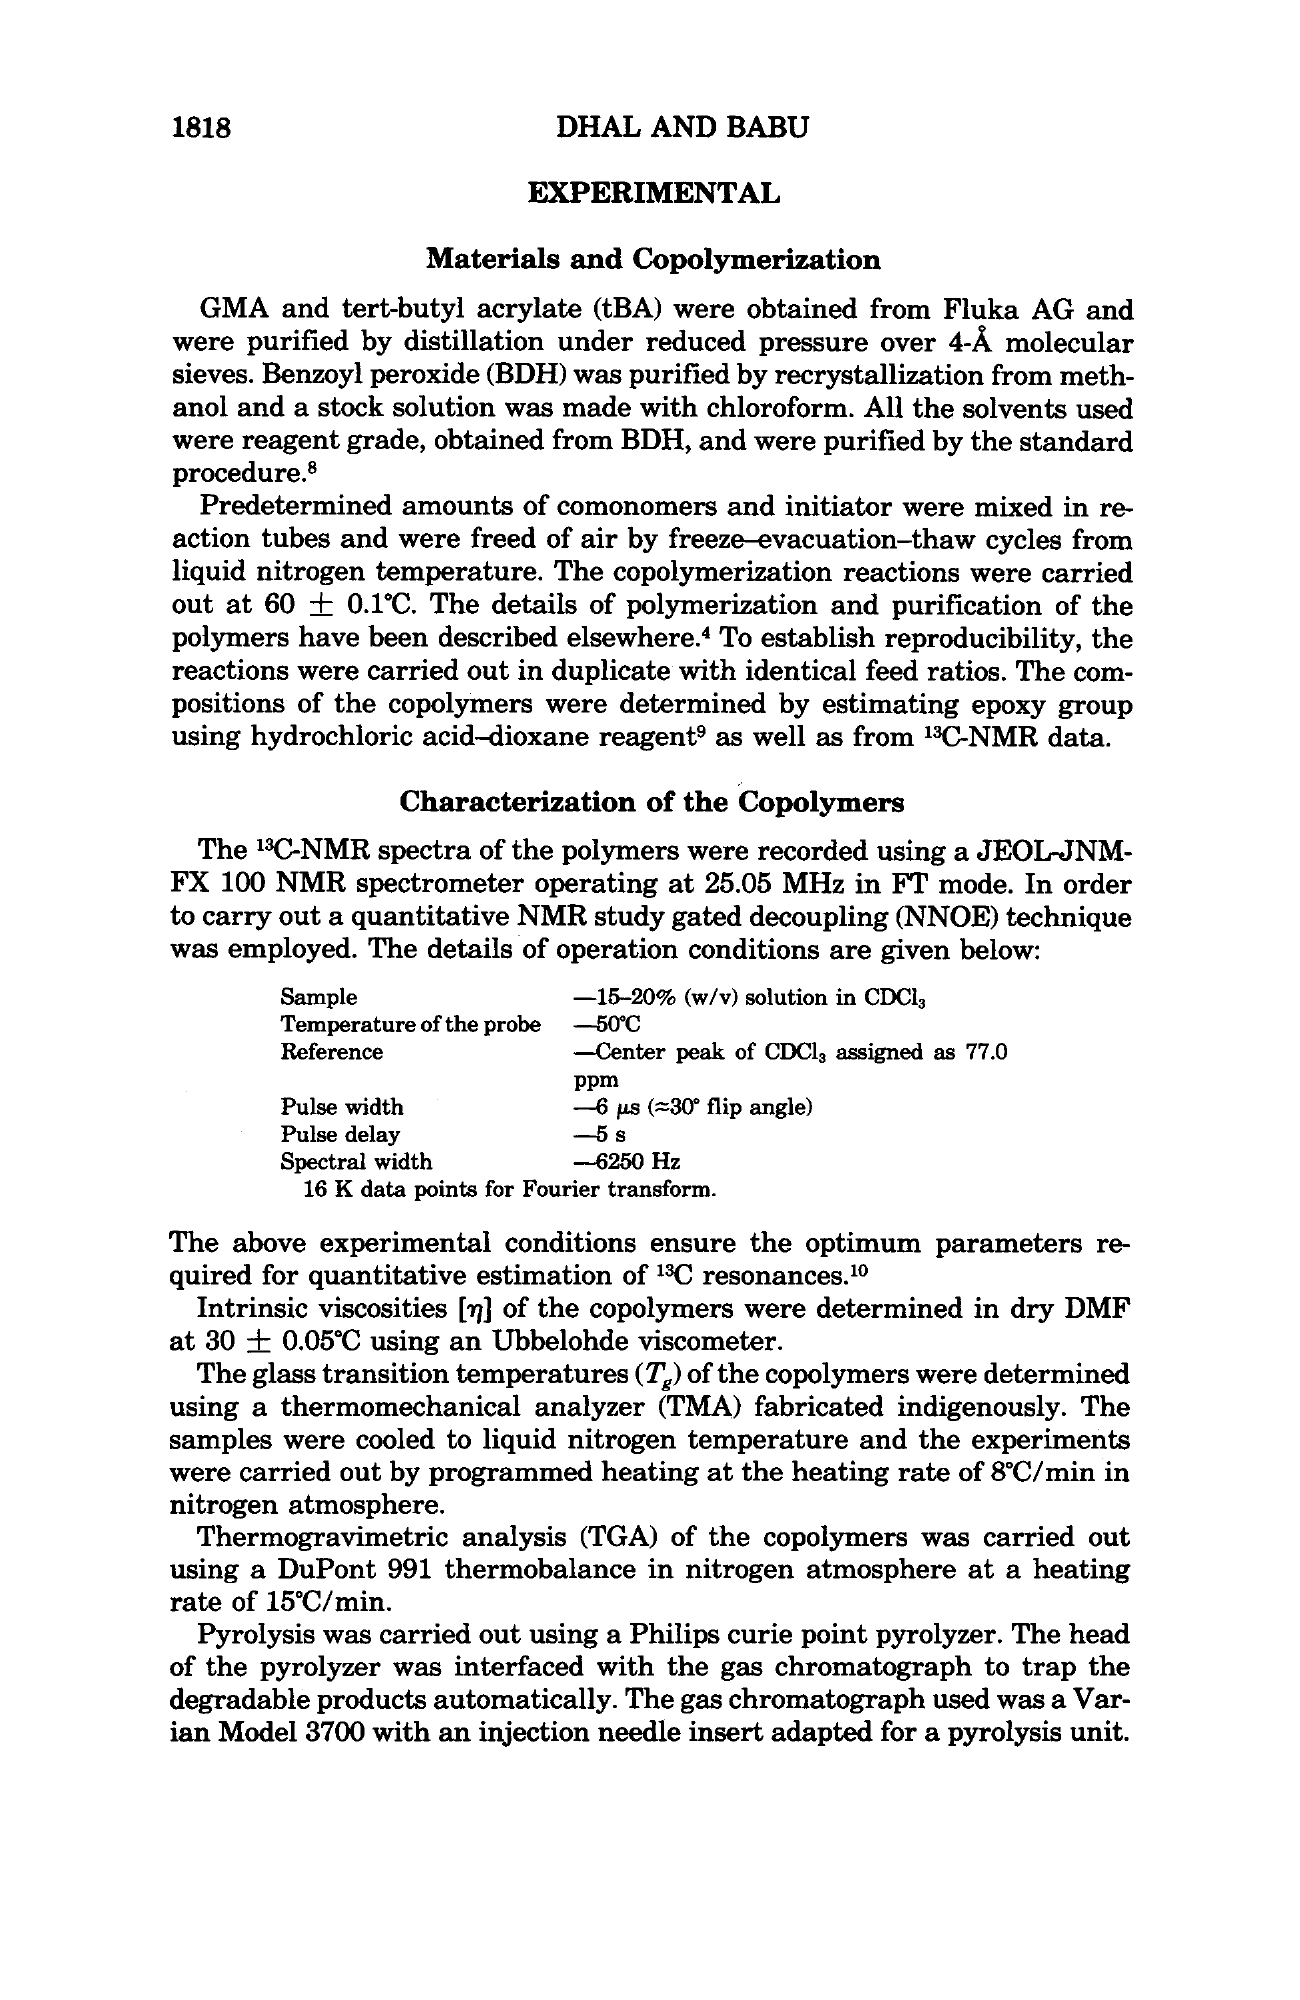 1818
DHAL AND BABU
EXPERIMENTAL
Materials and Copolymerization
GMA and tert-butyl acrylate (tBA) were obtained from Fluka AG and
were purified by distillation under reduced pressure over 4-Å molecular
sieves. Benzoyl peroxide (BDH) was purified by recrystallization from meth-
anol and a stock solution was made with chloroform. All the solvents used
were reagent grade, obtained from BDH, and were purified by the standard
procedure.⁸
Predetermined amounts of comonomers and initiator were mixed in re-
action tubes and were freed of air by freeze–evacuation–thaw cycles from
liquid nitrogen temperature. The copolymerization reactions were carried
out at 60 ± 0.1°C. The details of polymerization and purification of the
polymers have been described elsewhere.⁴ To establish reproducibility, the
reactions were carried out in duplicate with identical feed ratios. The com-
positions of the copolymers were determined by estimating epoxy group
using hydrochloric acid–dioxane reagent⁹ as well as from ¹³C-NMR data.
Characterization of the Copolymers
The ¹³C-NMR spectra of the polymers were recorded using a JEOL-JNM-
FX 100 NMR spectrometer operating at 25.05 MHz in FT mode. In order
to carry out a quantitative NMR study gated decoupling (NNOE) technique
was employed. The details of operation conditions are given below:
Sample —15–20% (w/v) solution in CDCl₃
Temperature of the probe —50°C
Reference —Center peak of CDCl₃ assigned as 77.0
ppm
Pulse width —6 μs (≈30° flip angle)
Pulse delay —5 s
Spectral width —6250 Hz
16 K data points for Fourier transform.
The above experimental conditions ensure the optimum parameters re-
quired for quantitative estimation of ¹³C resonances.¹⁰
Intrinsic viscosities [η] of the copolymers were determined in dry DMF
at 30 ± 0.05°C using an Ubbelohde viscometer.
The glass transition temperatures (T_g) of the copolymers were determined
using a thermomechanical analyzer (TMA) fabricated indigenously. The
samples were cooled to liquid nitrogen temperature and the experiments
were carried out by programmed heating at the heating rate of 8°C/min in
nitrogen atmosphere.
Thermogravimetric analysis (TGA) of the copolymers was carried out
using a DuPont 991 thermobalance in nitrogen atmosphere at a heating
rate of 15°C/min.
Pyrolysis was carried out using a Philips curie point pyrolyzer. The head
of the pyrolyzer was interfaced with the gas chromatograph to trap the
degradable products automatically. The gas chromatograph used was a Var-
ian Model 3700 with an injection needle insert adapted for a pyrolysis unit.